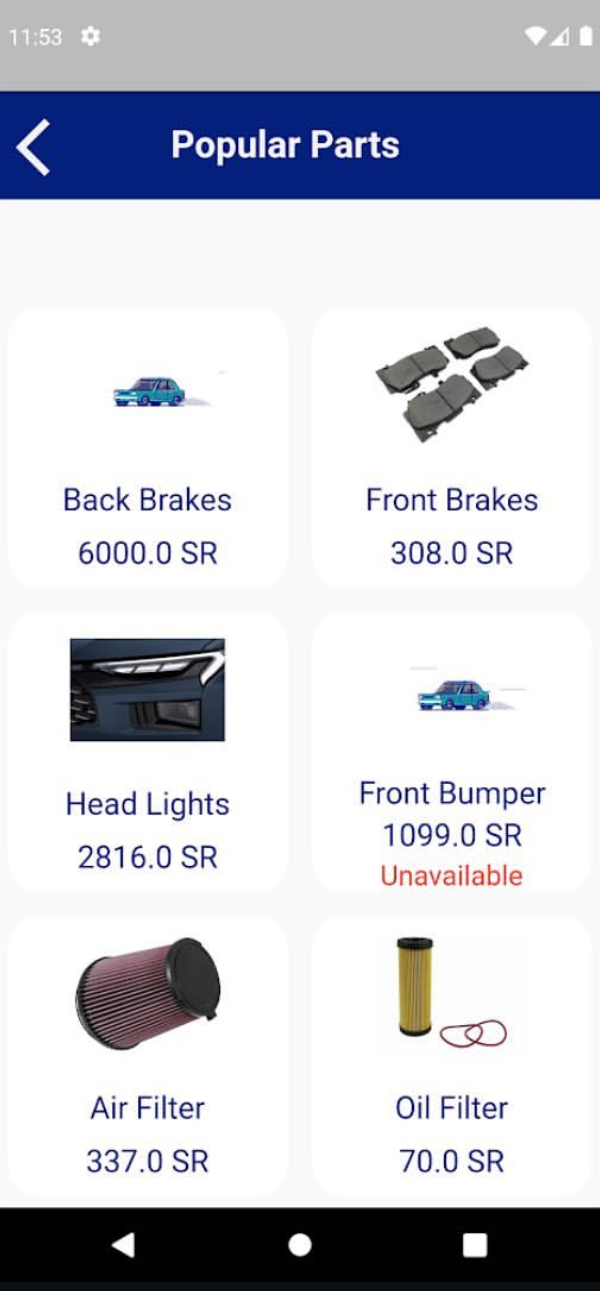 11:53
Popular Parts
Back Brakes
6000.0 SR
Front Brakes
308.0 SR
Head Lights
2816.0 SR
Front Bumper
1099.0 SR
Unavailable
Air Filter
337.0 SR
Oil Filter
70.0 SR